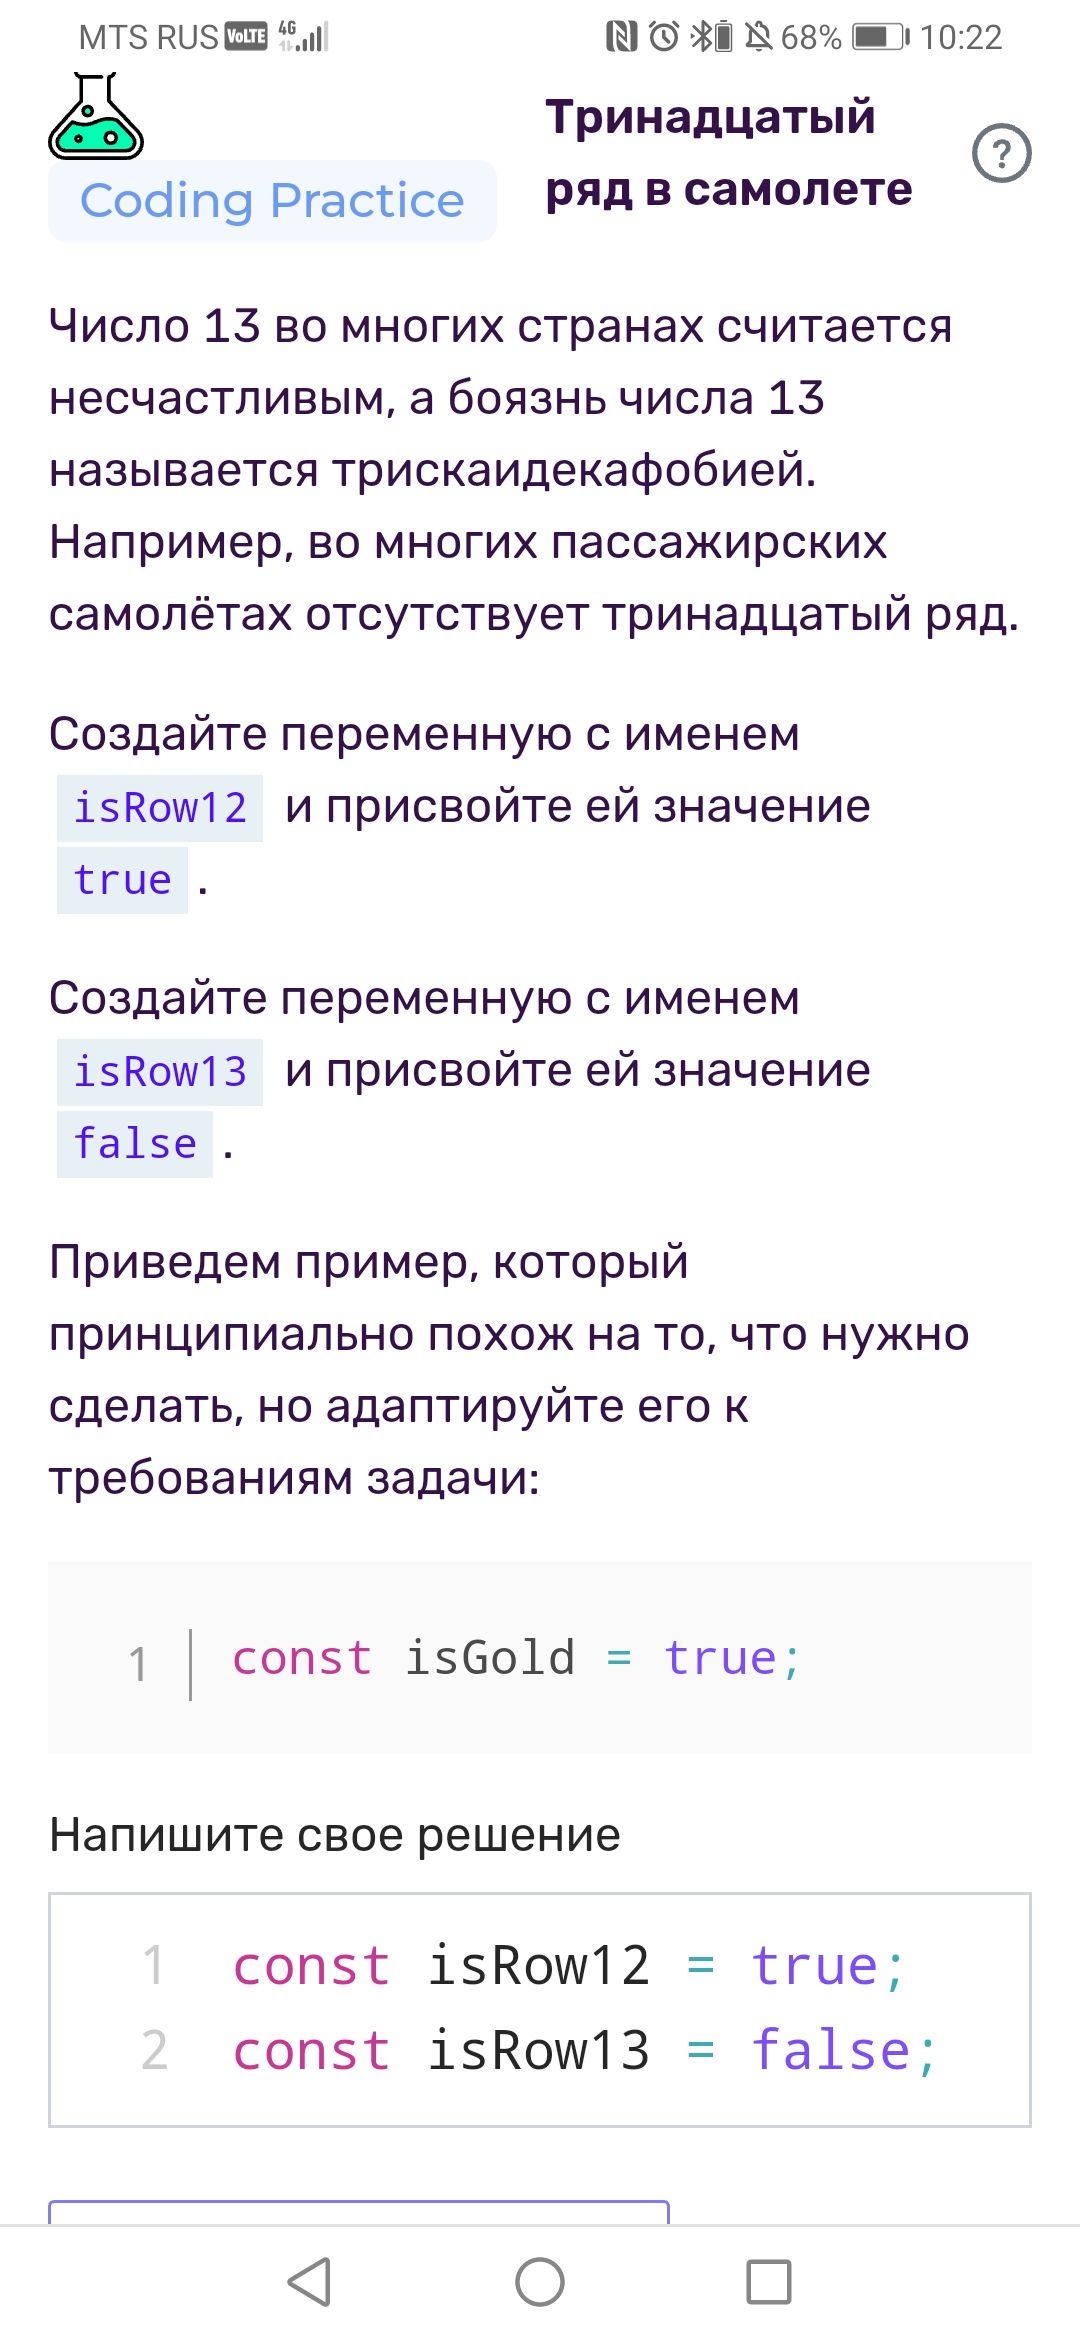 MTS RUS VoLTE 4G 68% 10:22
Coding Practice
Тринадцатый
ряд в самолете
?
Число 13 во многих странах считается
несчастливым, а боязнь числа 13
называется трискаидекафобией.
Например, во многих пассажирских
самолётах отсутствует тринадцатый ряд.
Создайте переменную с именем
isRow12 и присвойте ей значение
true .
Создайте переменную с именем
isRow13 и присвойте ей значение
false .
Приведем пример, который
принципиально похож на то, что нужно
сделать, но адаптируйте его к
требованиям задачи:
1 const isGold = true;
Напишите свое решение
1 const isRow12 = true;
2 const isRow13 = false;